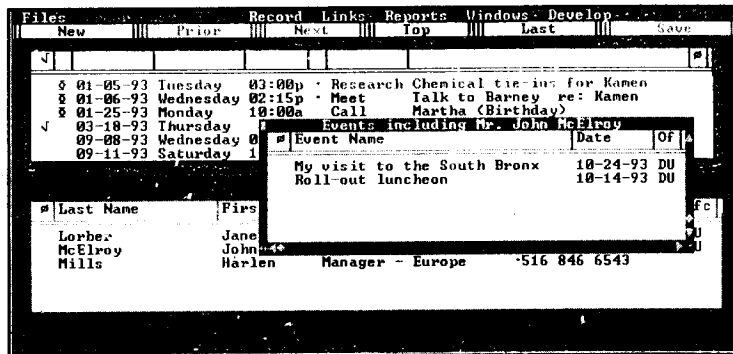 Files Record Links Reports Windows Develop
New Prior Next Top Last Save
√ ø
01-05-93 Tuesday 03:00p · Research Chemical tie-ins for Kamen
01-06-93 Wednesday 02:15p · Meet Talk to Barney re: Kamen
01-25-93 Monday 10:00a Call Martha (Birthday)
√ 03-18-93 Thursday
09-08-93 Wednesday 0
09-11-93 Saturday 1
Events including Mr. John McElroy
ø Event Name Date Of
My visit to the South Bronx 10-24-93 DU
Roll-out luncheon 10-14-93 DU
ø Last Name Firs fc
Lorber Jane U
McElroy John U
Mills Harlen Manager - Europe 516 846 6543